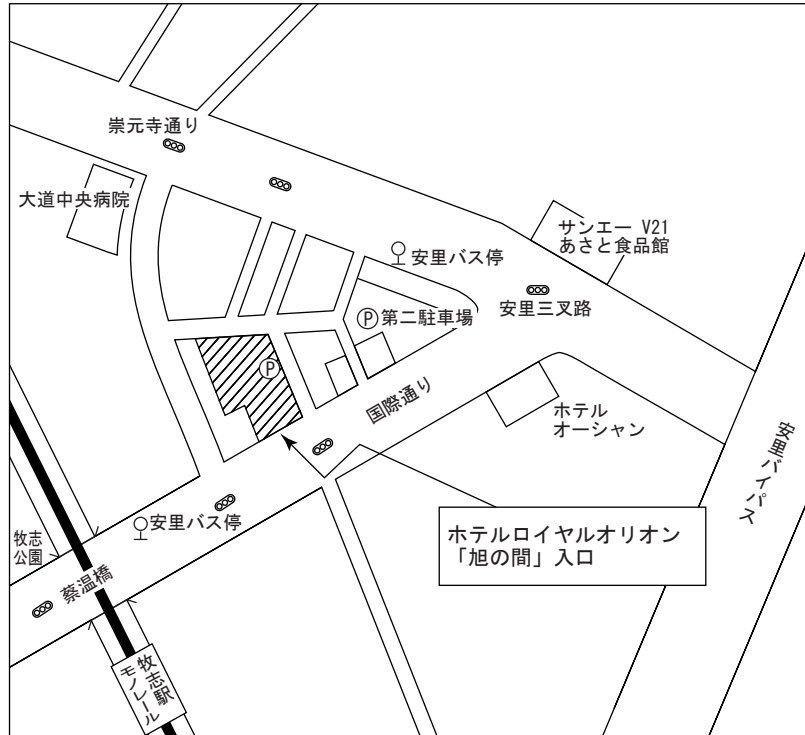 崇元寺通り
大道中央病院
サンエー V21
あさと食品館
安里バス停
安里三叉路
Ⓟ第二駐車場
Ⓟ
国際通り
ホテル
オーシャン
安里バイパス
安里バス停
ホテルロイヤルオリオン
「旭の間」入口
牧志
公園
蔡温橋
牧志駅
モノレール